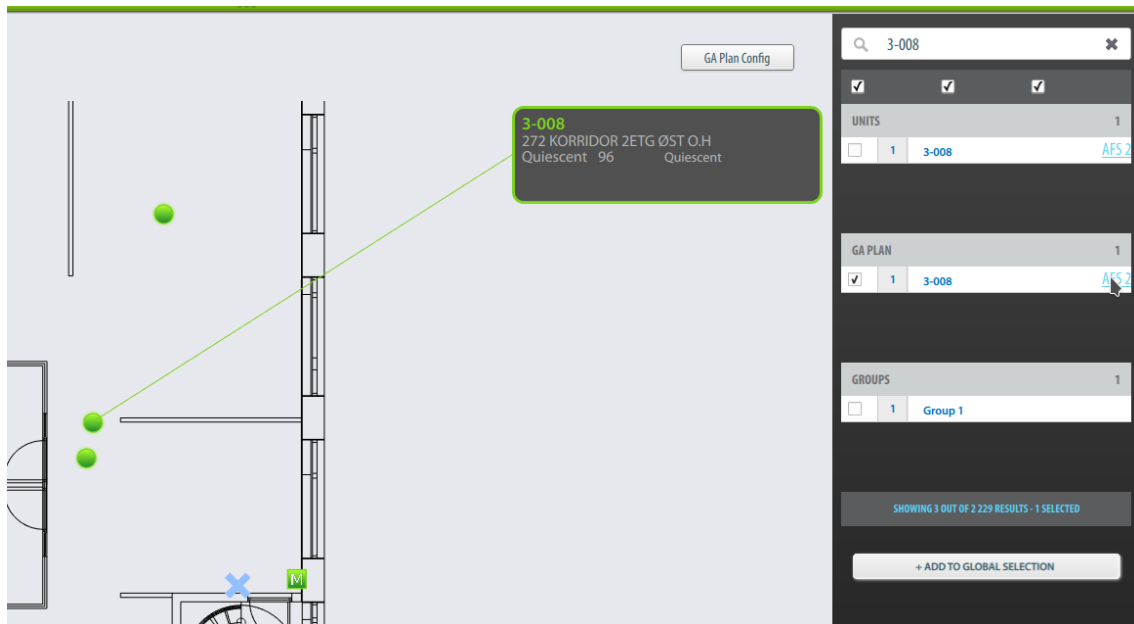 GA Plan Config
3-008
272 KORRIDOR 2ETG ØST O.H
Quiescent 96 Quiescent
M
3-008
UNITS 1
1 3-008 AFS 2
GA PLAN 1
1 3-008 AFS 2
GROUPS 1
1 Group 1
SHOWING 3 OUT OF 2 229 RESULTS - 1 SELECTED
+ ADD TO GLOBAL SELECTION